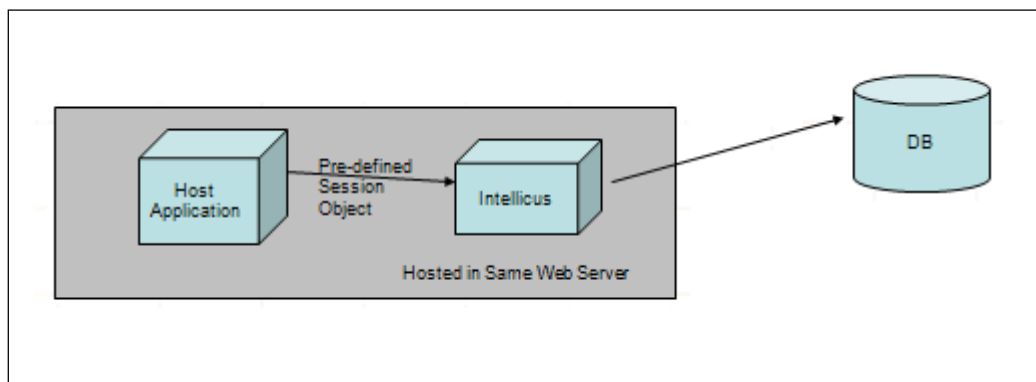 Host
Application
Pre-defined
Session
Object
Intellicus
Hosted in Same Web Server
DB